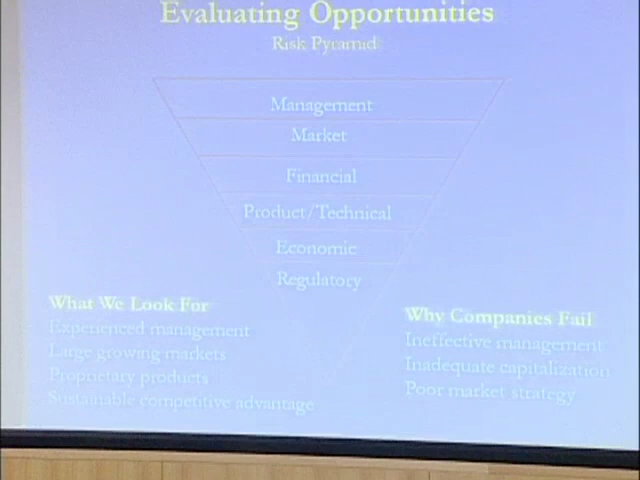 Evaluating Opportunities
Risk Pyramid
Management
Market
Financial
Product/Technical
Economic
Regulatory
What We Look For
Experienced management
Large growing markets
Proprietary products
Sustainable competitive advantage
Why Companies Fail
Ineffective management
Inadequate capitalization
Poor market strategy